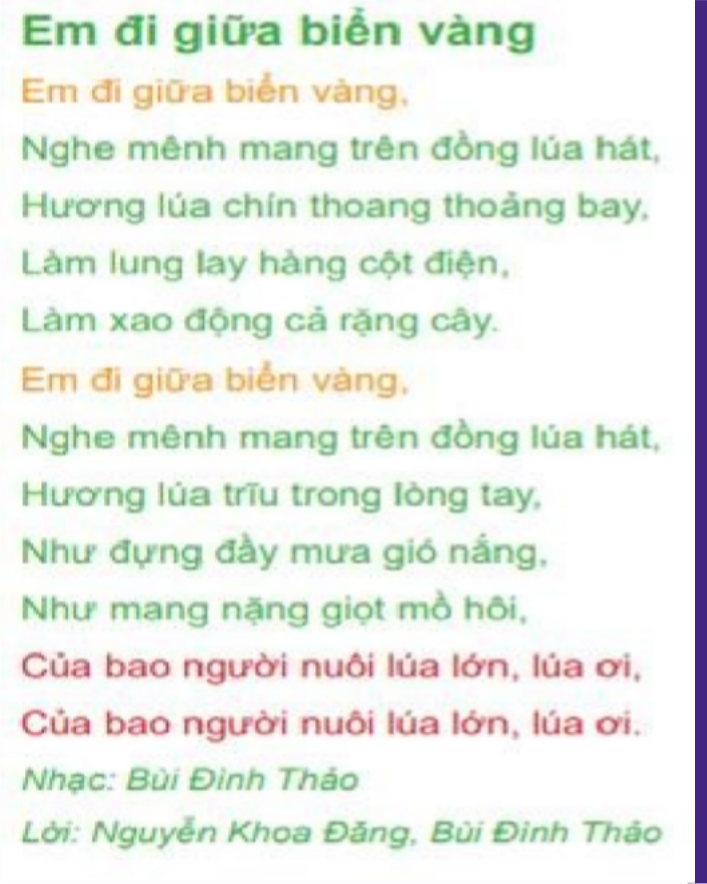 Em đi giữa biển vàng
Em đi giữa biển vàng,
Nghe mênh mang trên đồng lúa hát,
Hương lúa chín thoang thoảng bay,
Làm lung lay hàng cột điện,
Làm xao động cả rặng cây.
Em đi giữa biển vàng,
Nghe mênh mang trên đồng lúa hát,
Hương lúa trĩu trong lòng tay,
Như đựng đầy mưa gió nắng,
Như mang nặng giọt mồ hôi,
Của bao người nuôi lúa lớn, lúa ơi,
Của bao người nuôi lúa lớn, lúa ơi.
Nhạc: Bùi Đình Thảo
Lời: Nguyễn Khoa Đăng, Bùi Đình Thảo